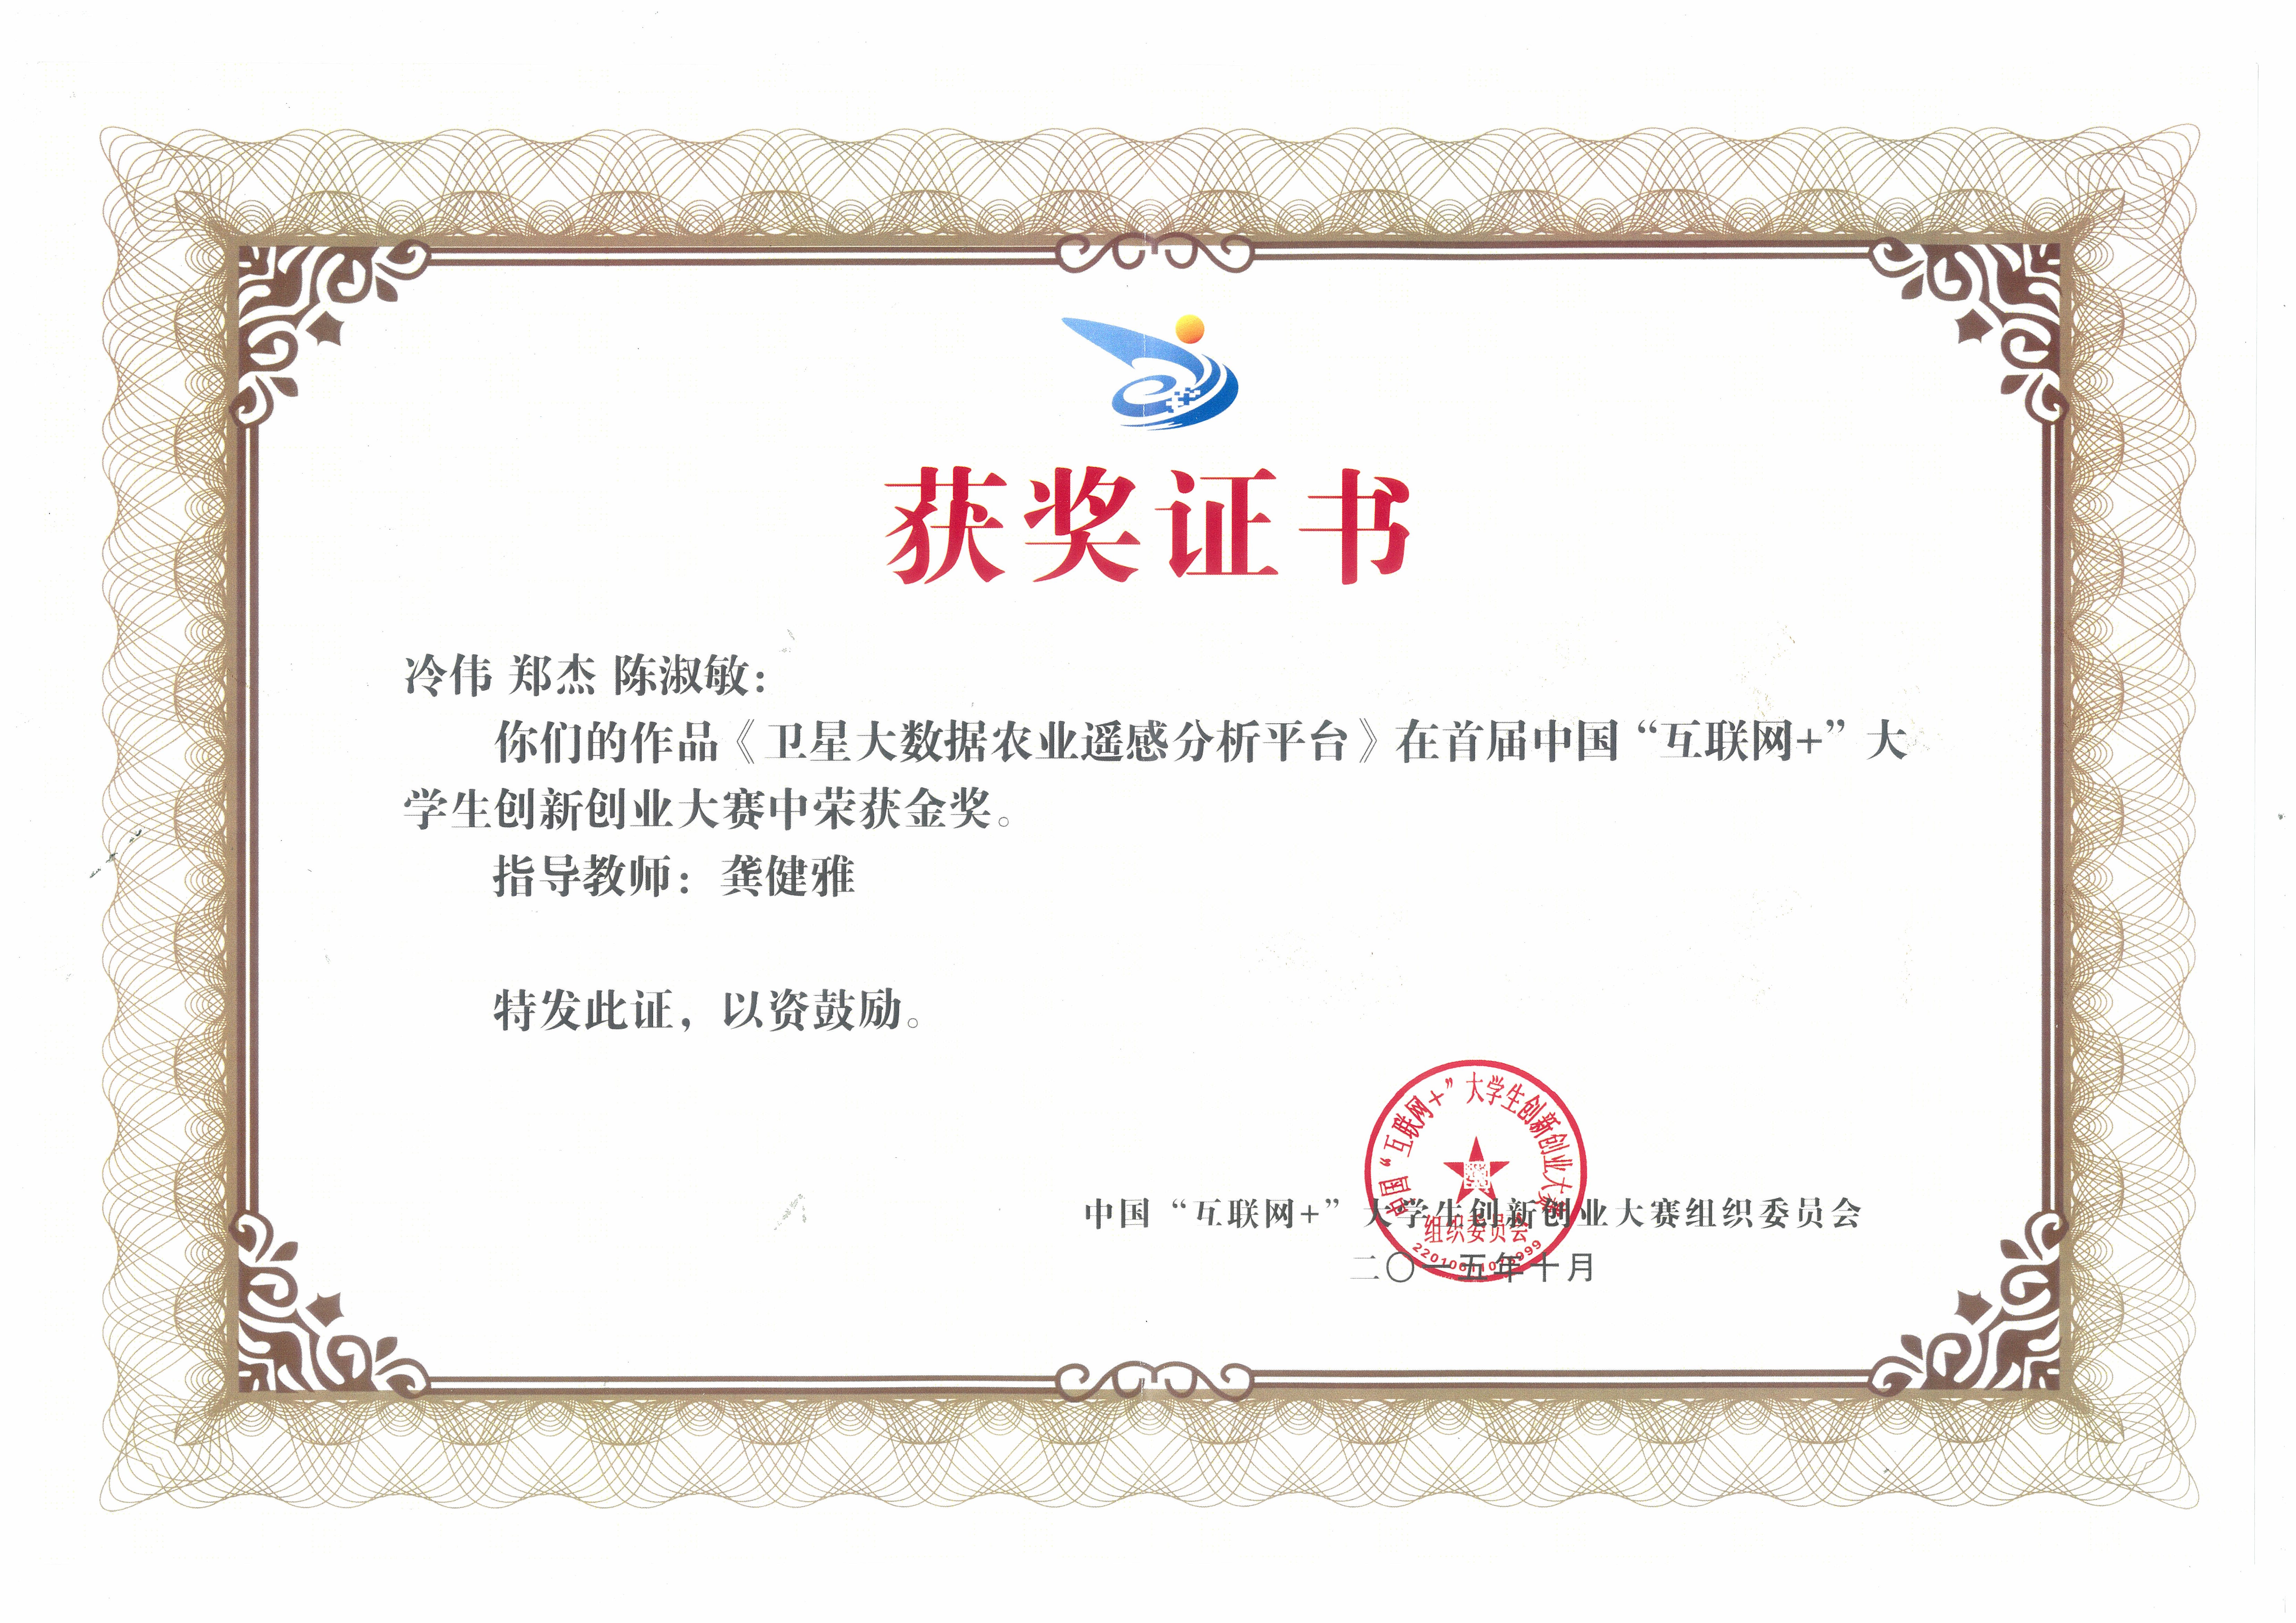 获奖证书
冷伟 郑杰 陈淑敏：
你们的作品《卫星大数据农业遥感分析平台》在首届中国“互联网+”大
学生创新创业大赛中荣获金奖。
指导教师：龚健雅
特发此证，以资鼓励。
中国“互联网+”大学生创新创业大赛
组织委员会
中国“互联网+”大学生创新创业大赛组织委员会
二〇一五年十月